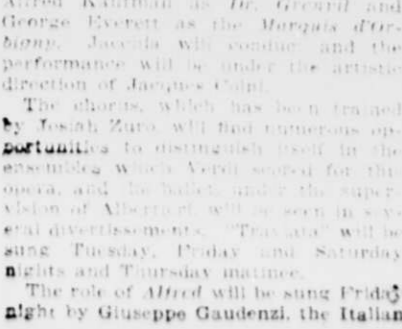 Alfred Kaufman as Dr. Grenvil and
George Everett as the Marquis d'Or-
bigny. Jacchia will conduct and the
performance will be under the artistic
direction of Jacques Coini.
The chorus, which has been trained
by Josiah Zuro, will find numerous op-
portunities to distinguish itself in the
ensembles which Verdi scored for this
opera, and the ballet, under the super-
vision of Albertieri, will be seen in sev-
eral divertissements. "Traviata" will be
sung Tuesday, Friday and Saturday
nights and Thursday matinee.
The role of Alfred will be sung Friday
night by Giuseppe Gaudenzi, the Italian